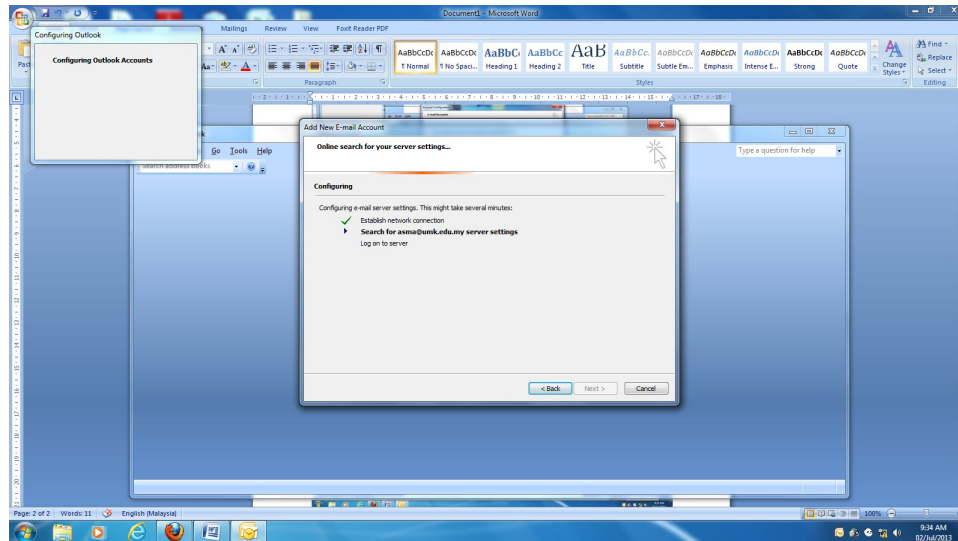 Document1 - Microsoft Word
Mailings Review View Foxit Reader PDF
Configuring Outlook
Configuring Outlook Accounts
AaBbCcDc AaBbCcDc AaBbC AaBbCc AaB AaBbCc. AaBbCcDc AaBbCcDc AaBbCcDc AaBbCcDc AaBbCcDc
¶ Normal ¶ No Spaci... Heading 1 Heading 2 Title Subtitle Subtle Em... Emphasis Intense E... Strong Quote
Change Styles
Find
Replace
Select
Paragraph Styles Editing
Go Tools Help
Type a question for help
Search address books
Add New E-mail Account
Online search for your server settings...
Configuring
Configuring e-mail server settings. This might take several minutes:
Establish network connection
Search for asma@umk.edu.my server settings
Log on to server
< Back Next > Cancel
Page: 2 of 2 Words: 11 English (Malaysia) 100%
9:34 AM
02/Jul/2013